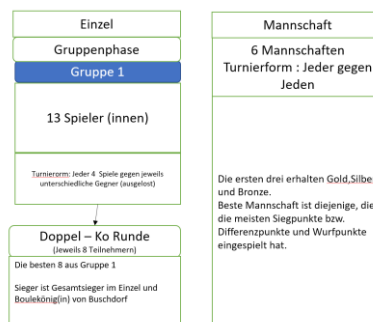 Einzel
Gruppenphase
Gruppe 1
13 Spieler (innen)
Turnierorm: Jeder 4 Spiele gegen jeweils
unterschiedliche Gegner (ausgelost)
Doppel – Ko Runde
(Jeweils 8 Teilnehmern)
Die besten 8 aus Gruppe 1
Sieger ist Gesamtsieger im Einzel und
Boulekönig(in) von Buschdorf
Mannschaft
6 Mannschaften
Turnierform : Jeder gegen
Jeden
Die ersten drei erhalten Gold,Silbe
und Bronze.
Beste Mannschaft ist diejenige, die
die meisten Siegpunkte bzw.
Differenzpunkte und Wurfpunkte
eingespielt hat.